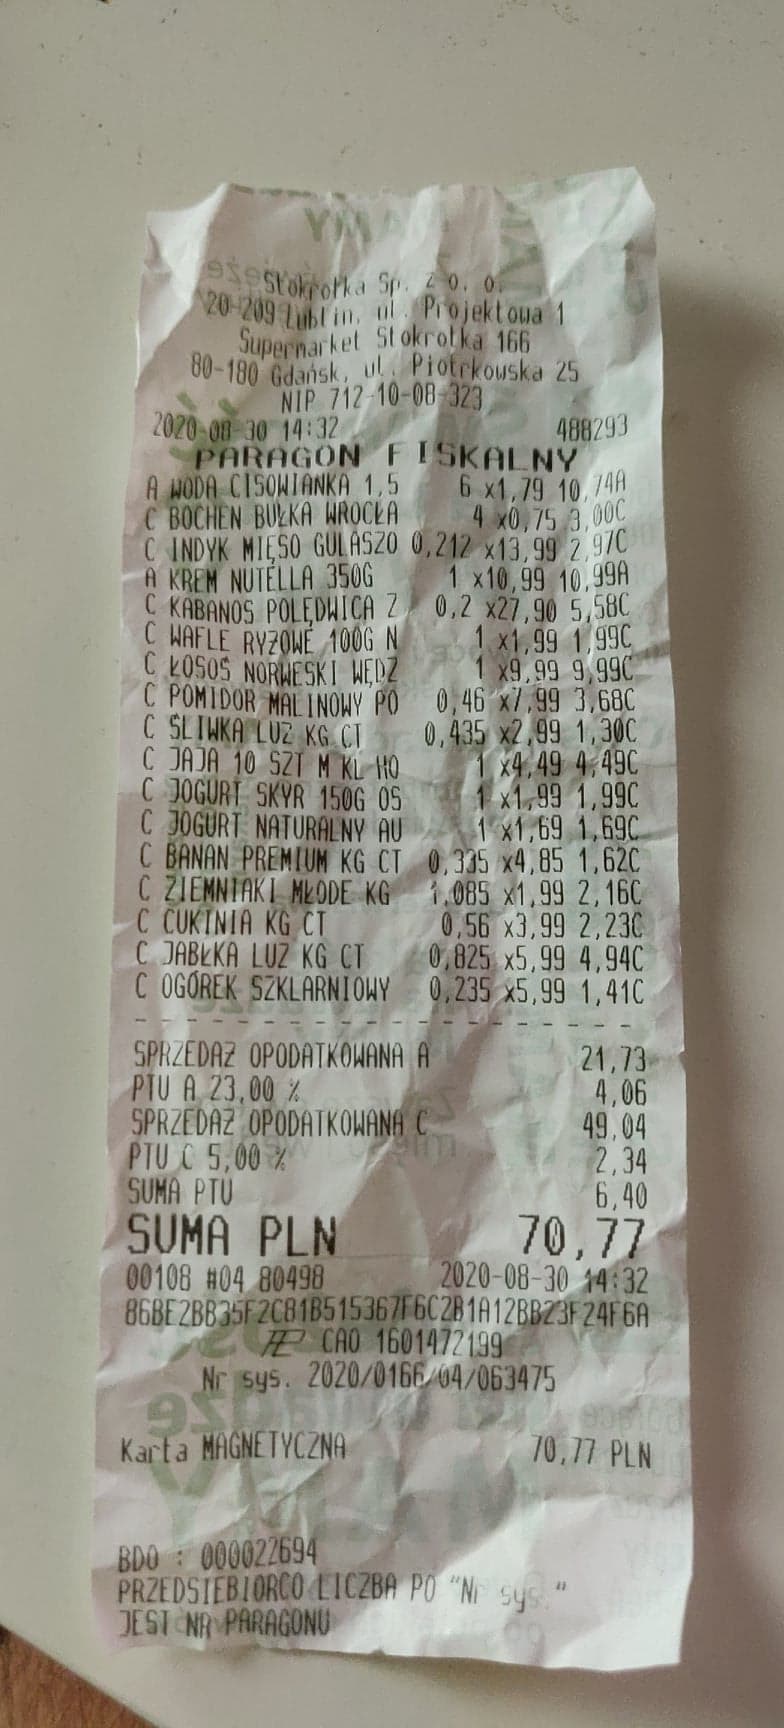 Stokrotka Sp. z o. o.
20-209 Lublin, ul. Projektowa 1
Supermarket Stokrotka 166
80-180 Gdańsk, ul. Piotrkowska 25
NIP 712-10-08-323
2020-08-30 14:32 488293
PARAGON FISKALNY
A WODA CISOWIANKA 1,5 6 x1,79 10,74A
C BOCHEN BUŁKA WROCŁA 4 x0,75 3,00C
C INDYK MIĘSO GULASZO 0,212 x13,99 2,97C
A KREM NUTELLA 350G 1 x10,99 10,99A
C KABANOS POLĘDWICA Z 0,2 x27,90 5,58C
C WAFLE RYŻOWE 100G N 1 x1,99 1,99C
C ŁOSOŚ NORWESKI WĘDZ 1 x9,99 9,99C
C POMIDOR MALINOWY PO 0,46 x7,99 3,68C
C ŚLIWKA LUZ KG CT 0,435 x2,99 1,30C
C JAJA 10 SZT M KL HO 1 x4,49 4,49C
C JOGURT SKYR 150G OS 1 x1,99 1,99C
C JOGURT NATURALNY AU 1 x1,69 1,69C
C BANAN PREMIUM KG CT 0,335 x4,85 1,62C
C ZIEMNIAKI MŁODE KG 1,085 x1,99 2,16C
C CUKINIA KG CT 0,56 x3,99 2,23C
C JABŁKA LUZ KG CT 0,825 x5,99 4,94C
C OGÓREK SZKLARNIOWY 0,235 x5,99 1,41C
SPRZEDAŻ OPODATKOWANA A 21,73
PTU A 23,00 % 4,06
SPRZEDAŻ OPODATKOWANA C 49,04
PTU C 5,00 % 2,34
SUMA PTU 6,40
SUMA PLN 70,77
00108 #04 80498 2020-08-30 14:32
86BE2BB35F2C81B515367F6C2B1A12BB23F24F6A
CAO 1601472199
Nr sys. 2020/0166/04/063475
Karta MAGNETYCZNA 70,77 PLN
BDO : 000022694
PRZEDSIEBIORCO LICZBA PO "Nr sys."
JEST NR PARAGONU